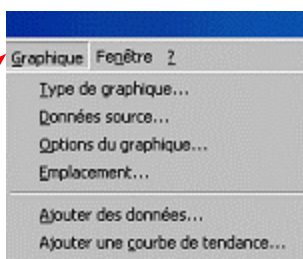 Graphique Fenêtre ?
Type de graphique...
Données source...
Options du graphique...
Emplacement...
Ajouter des données...
Ajouter une courbe de tendance...